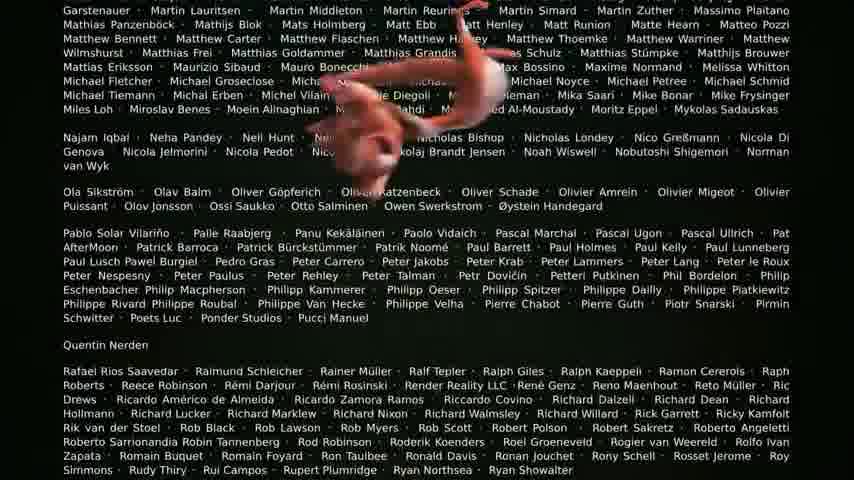 Garstenauer · Martin Lauritsen · Martin Middleton · Martin Reurings · Martin Simard · Martin Zuther · Massimo Plaitano
Mathias Panzenböck · Mathijs Blok · Mats Holmberg · Matt Ebb · Matt Henley · Matt Runion · Matte Hearn · Matteo Pozzi
Matthew Bennett · Matthew Carter · Matthew Flaschen · Matthew · Matthew Thoemke · Matthew Warriner · Matthew
Wilmshurst · Matthias Frei · Matthias Goldammer · Matthias Grandis Schulz · Matthias Stümpke · Matthijs Brouwer
Mattias Eriksson · Maurizio Sibaud · Mauro Bonecchi Max Bossino · Maxime Normand · Melissa Whitton
Michael Fletcher · Michael Groseclose · Michael Noyce · Michael Petree · Michael Schmid
Michael Tiemann · Michal Erben · Michel Diegoli · Mika Saari · Mike Bonar · Mike Frysinger
Miles Loh · Miroslav Benes · Moein Alinaghian · Al-Moustady · Moritz Eppel · Mykolas Sadauskas
Najam Iqbal · Neha Pandey · Neil Hunt · Nicholas Bishop · Nicholas Londey · Nico Greßmann · Nicola Di
Genova · Nicola Jelmorini · Nicola Pedot · Brandt Jensen · Noah Wiswell · Nobutoshi Shigemori · Norman
van Wyk
Ola Sikström · Olav Balm · Oliver Göpferich · Oliver Katzenbeck · Oliver Schade · Olivier Amrein · Olivier Migeot · Olivier
Puissant · Olov Jonsson · Ossi Saukko · Otto Salminen · Owen Swerkstrom · Øystein Handegard
Pablo Solar Vilariño · Palle Raabjerg · Panu Kekäläinen · Paolo Vidaich · Pascal Marchal · Pascal Ugon · Pascal Ullrich · Pat
AfterMoon · Patrick Barroca · Patrick Bürckstümmer · Patrik Noomé · Paul Barrett · Paul Holmes · Paul Kelly · Paul Lunneberg
Paul Lusch Pawel Burgiel · Pedro Gras · Peter Carrero · Peter Jakobs · Peter Krab · Peter Lammers · Peter Lang · Peter le Roux
Peter Nespesny · Peter Paulus · Peter Rehley · Peter Talman · Petr Dovičín · Petteri Putkinen · Phil Bordelon · Philip
Eschenbacher Philip Macpherson · Philipp Kammerer · Philipp Oeser · Philipp Spitzer · Philippe Dailly · Philippe Piatkiewitz
Philippe Rivard Philippe Roubal · Philippe Van Hecke · Philippe Velha · Pierre Chabot · Pierre Guth · Piotr Snarski · Pirmin
Schwitter · Poets Luc · Ponder Studios · Pucci Manuel
Quentin Nerden
Rafael Rios Saavedar · Raimund Schleicher · Rainer Müller · Ralf Tepler · Ralph Giles · Ralph Kaeppeli · Ramon Cererols · Raph
Roberts · Reece Robinson · Rémi Darjour · Rémi Rosinski · Render Reality LLC · René Genz · Reno Maenhout · Reto Müller · Ric
Drews · Ricardo Américo de Almeida · Ricardo Zamora Ramos · Riccardo Covino · Richard Dalzell · Richard Dean · Richard
Hollmann · Richard Lucker · Richard Marklew · Richard Nixon · Richard Walmsley · Richard Willard · Rick Garrett · Ricky Kamfolt
Rik van der Stoel · Rob Black · Rob Lawson · Rob Myers · Rob Scott · Robert Polson · Robert Sakretz · Roberto Angeletti
Roberto Sarrionandia Robin Tannenberg · Rod Robinson · Roderik Koenders · Roel Groeneveld · Rogier van Weereld · Rolfo Ivan
Zapata · Romain Buquet · Romain Foyard · Ron Taulbee · Ronald Davis · Ronan Jouchet · Rony Schell · Rosset Jerome · Roy
Simmons · Rudy Thiry · Rui Campos · Rupert Plumridge · Ryan Northsea · Ryan Showalter